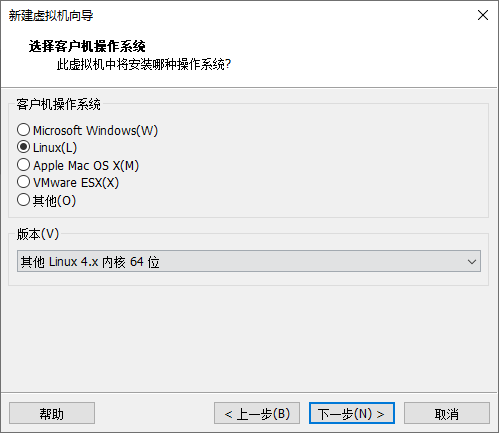 新建虚拟机向导
选择客户机操作系统
此虚拟机中将安装哪种操作系统?
客户机操作系统
Microsoft Windows(W)
Linux(L)
Apple Mac OS X(M)
VMware ESX(X)
其他(O)
版本(V)
其他 Linux 4.x 内核 64 位
帮助
< 上一步(B)
下一步(N) >
取消